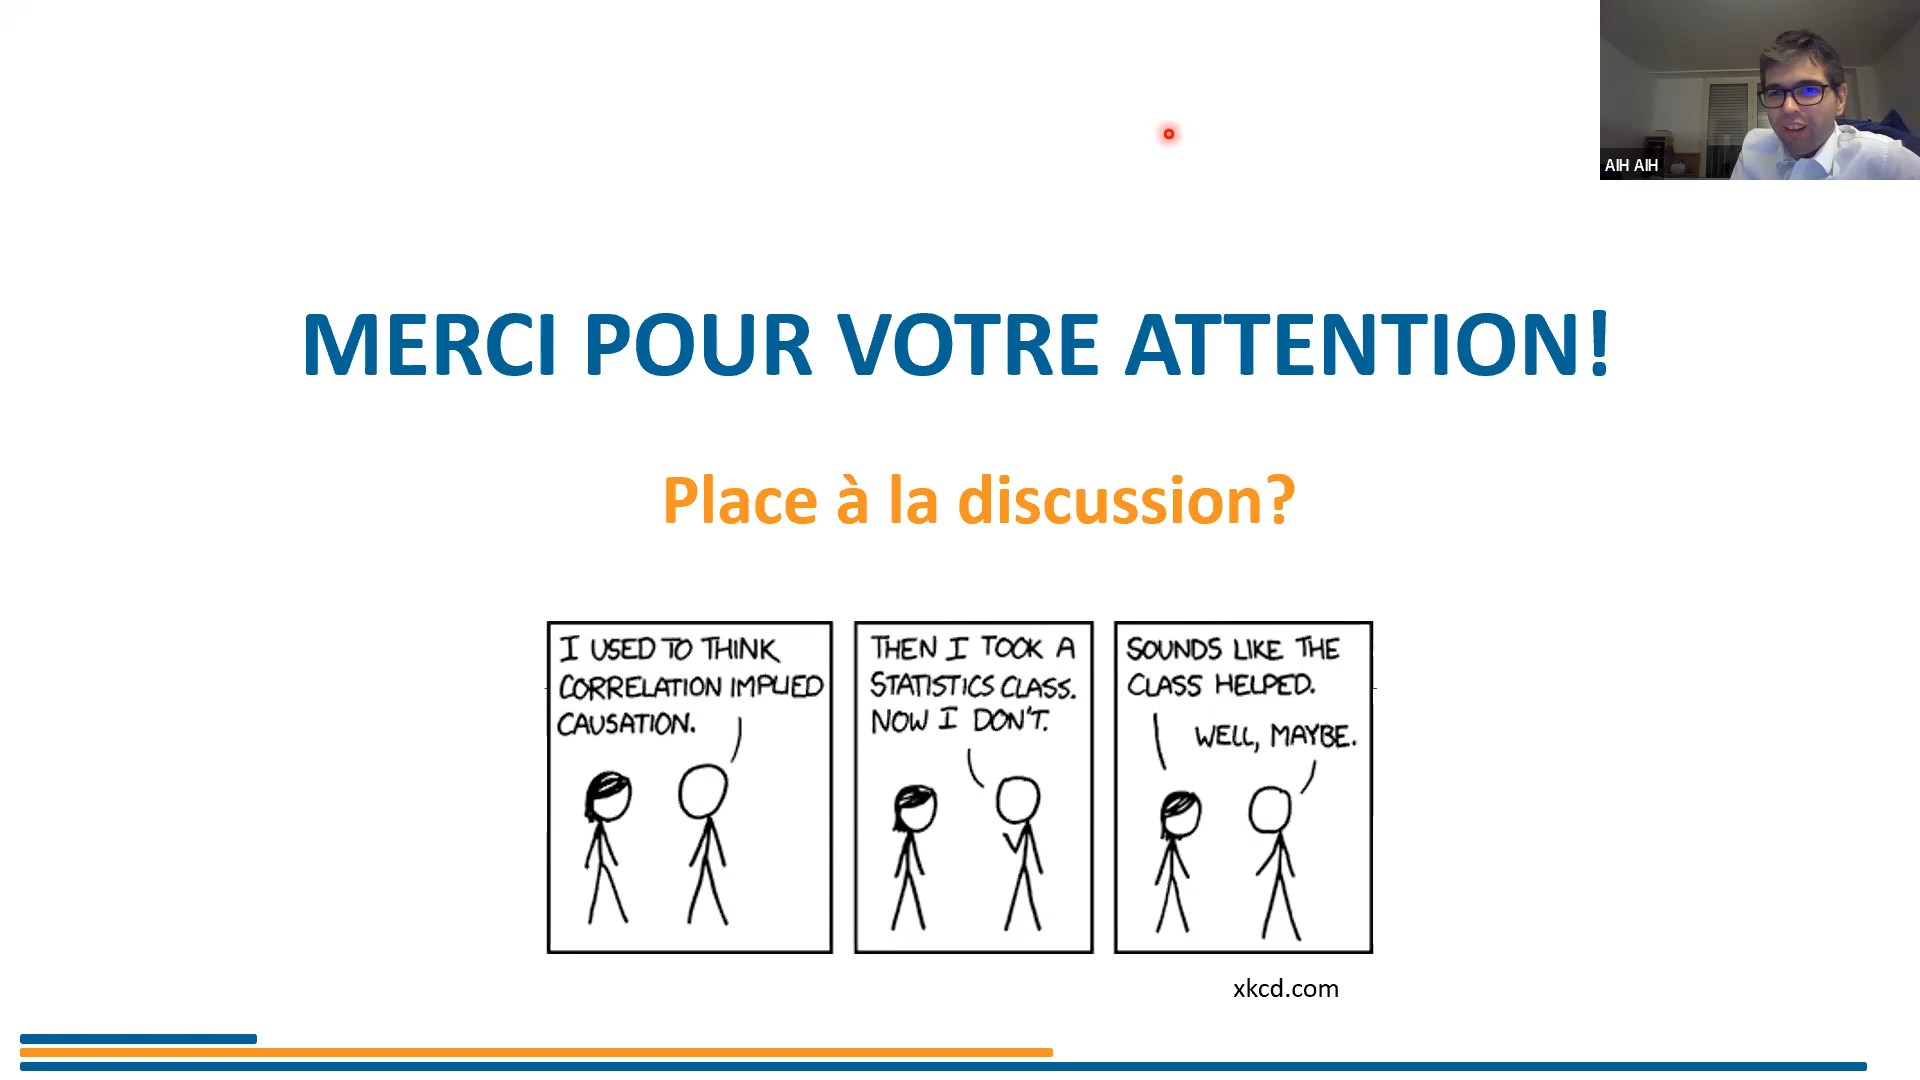 AIH AIH
MERCI POUR VOTRE ATTENTION!
Place à la discussion?
I USED TO THINK
CORRELATION IMPLIED
CAUSATION.
THEN I TOOK A
STATISTICS CLASS.
NOW I DON'T.
SOUNDS LIKE THE
CLASS HELPED.
WELL, MAYBE.
xkcd.com